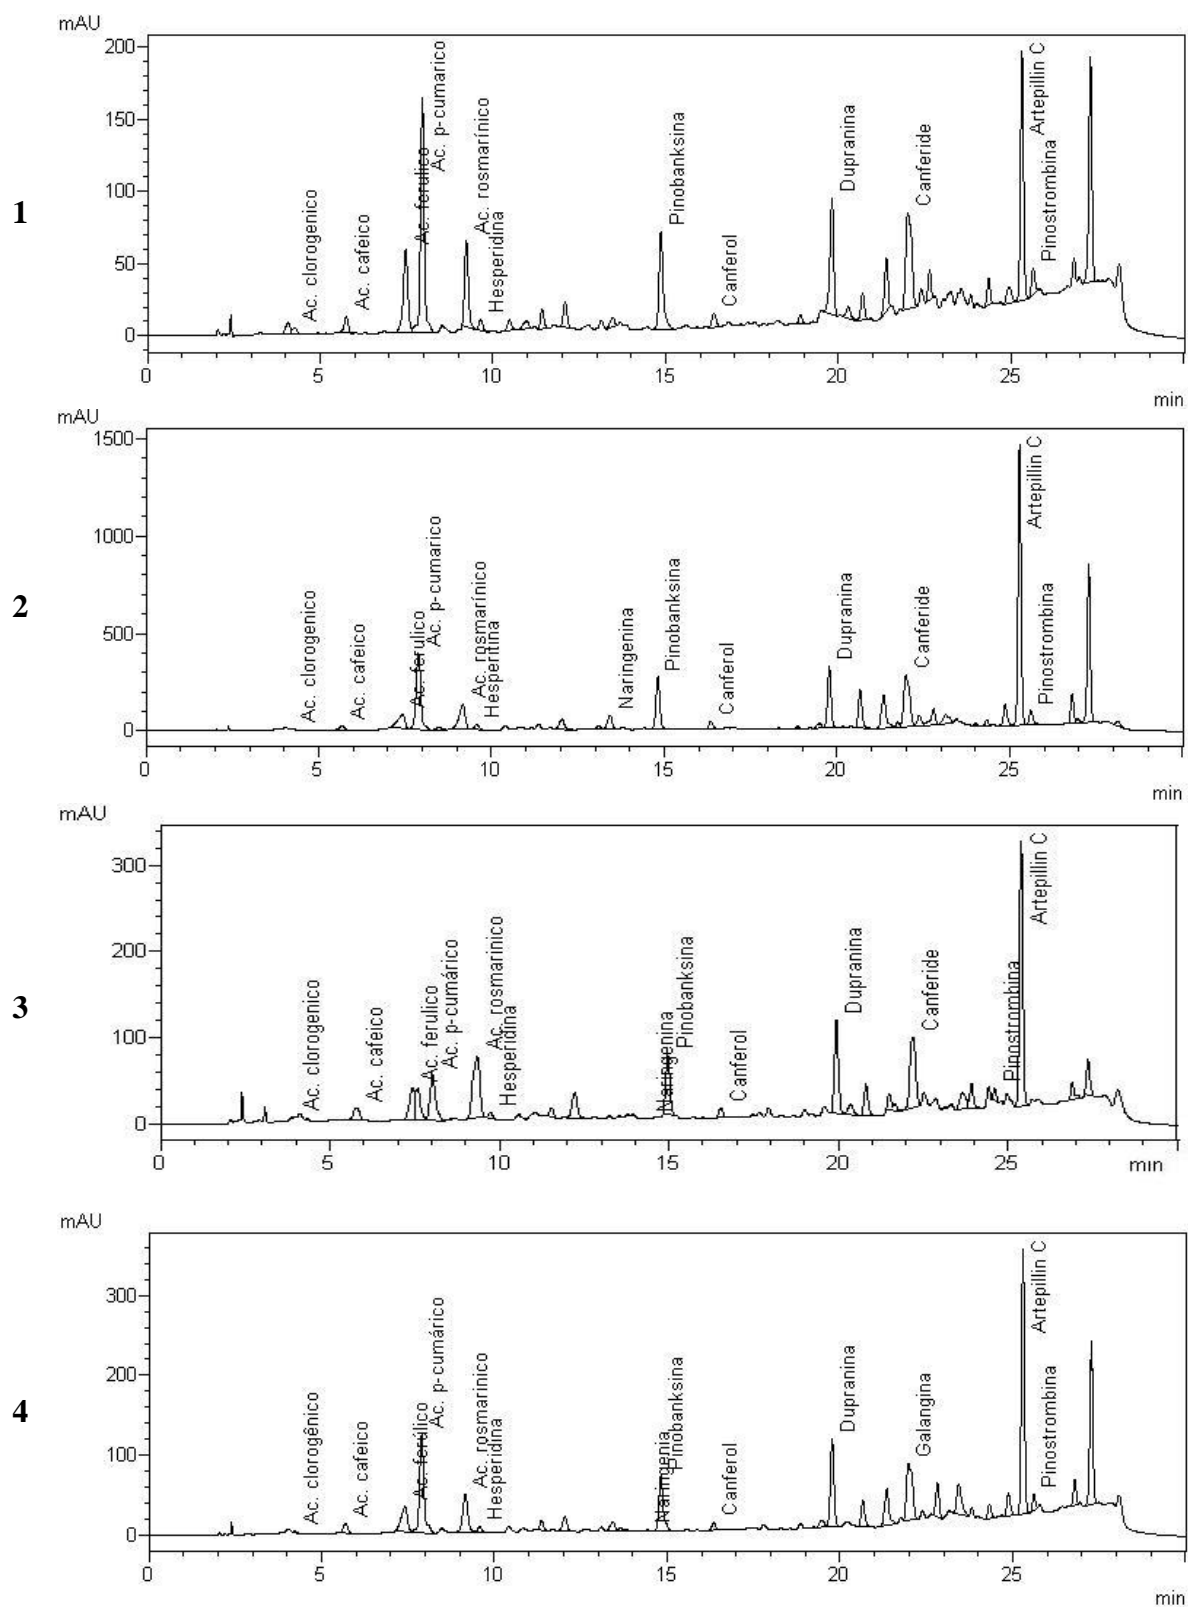 mAU
200
150
100
50
0
1
Ac. clorogenico
Ac. cafeico
Ac. ferulico
Ac. p-cumarico
Ac. rosmarínico
Hesperidina
Pinobanksina
Canferol
Dupranina
Canferide
Artepillin C
Pinostrombina
0 5 10 15 20 25
min
mAU
1500
1000
500
0
2
Ac. clorogenico
Ac. cafeico
Ac. ferulico
Ac. p-cumarico
Ac. rosmarínico
Hesperitina
Naringenina
Pinobanksina
Canferol
Dupranina
Canferide
Artepillin C
Pinostrombina
0 5 10 15 20 25
min
mAU
300
200
100
0
3
Ac. clorogenico
Ac. cafeico
Ac. ferulico
Ac. p-cumárico
Ac. rosmarinico
Hesperidina
Naringenina
Pinobanksina
Canferol
Dupranina
Canferide
Pinostrombina
Artepillin C
0 5 10 15 20 25 min
mAU
300
200
100
0
4
Ac. clorogênico
Ac. cafeico
Ac. ferúlico
Ac. p-cumárico
Ac. rosmarinico
Hesperidina
Naringenia
Pinobanksina
Canferol
Dupranina
Galangina
Artepillin C
Pinostrombina
0 5 10 15 20 25
min